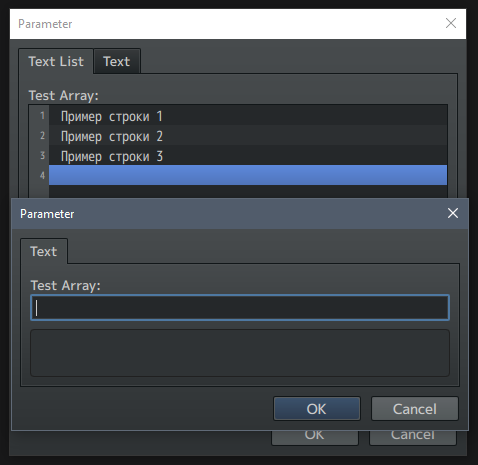 Parameter
Text List
Text
Test Array:
1 Пример строки 1
2 Пример строки 2
3 Пример строки 3
4
Parameter
Text
Test Array:
OK
Cancel
OK
Cancel